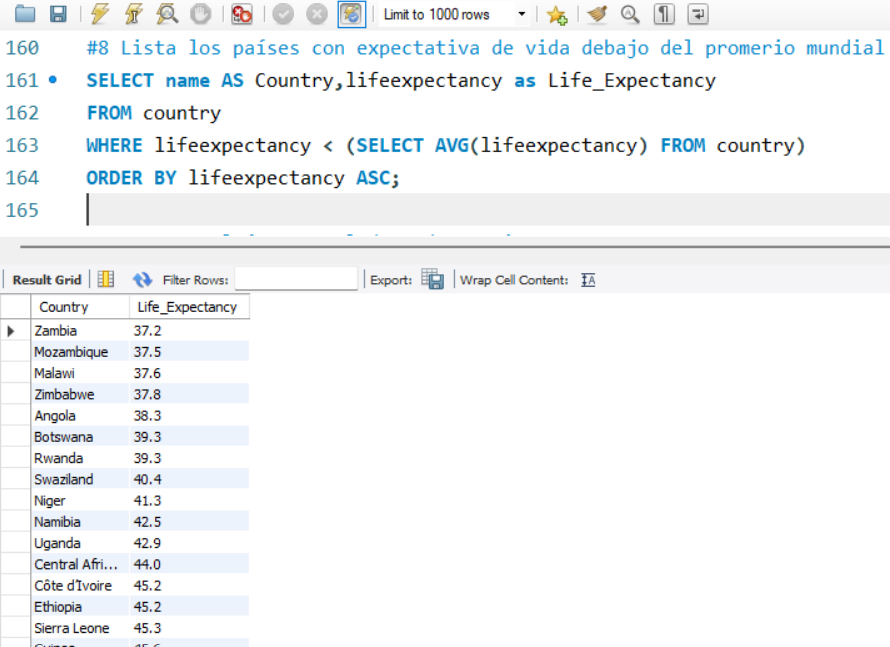 Limit to 1000 rows
160 #8 Lista los países con expectativa de vida debajo del promerio mundial
161 SELECT name AS Country,lifeexpectancy as Life_Expectancy
162 FROM country
163 WHERE lifeexpectancy < (SELECT AVG(lifeexpectancy) FROM country)
164 ORDER BY lifeexpectancy ASC;
165
Result Grid Filter Rows: Export: Wrap Cell Content: IA
Country Life_Expectancy
Zambia 37.2
Mozambique 37.5
Malawi 37.6
Zimbabwe 37.8
Angola 38.3
Botswana 39.3
Rwanda 39.3
Swaziland 40.4
Niger 41.3
Namibia 42.5
Uganda 42.9
Central Afri... 44.0
Côte d'Ivoire 45.2
Ethiopia 45.2
Sierra Leone 45.3